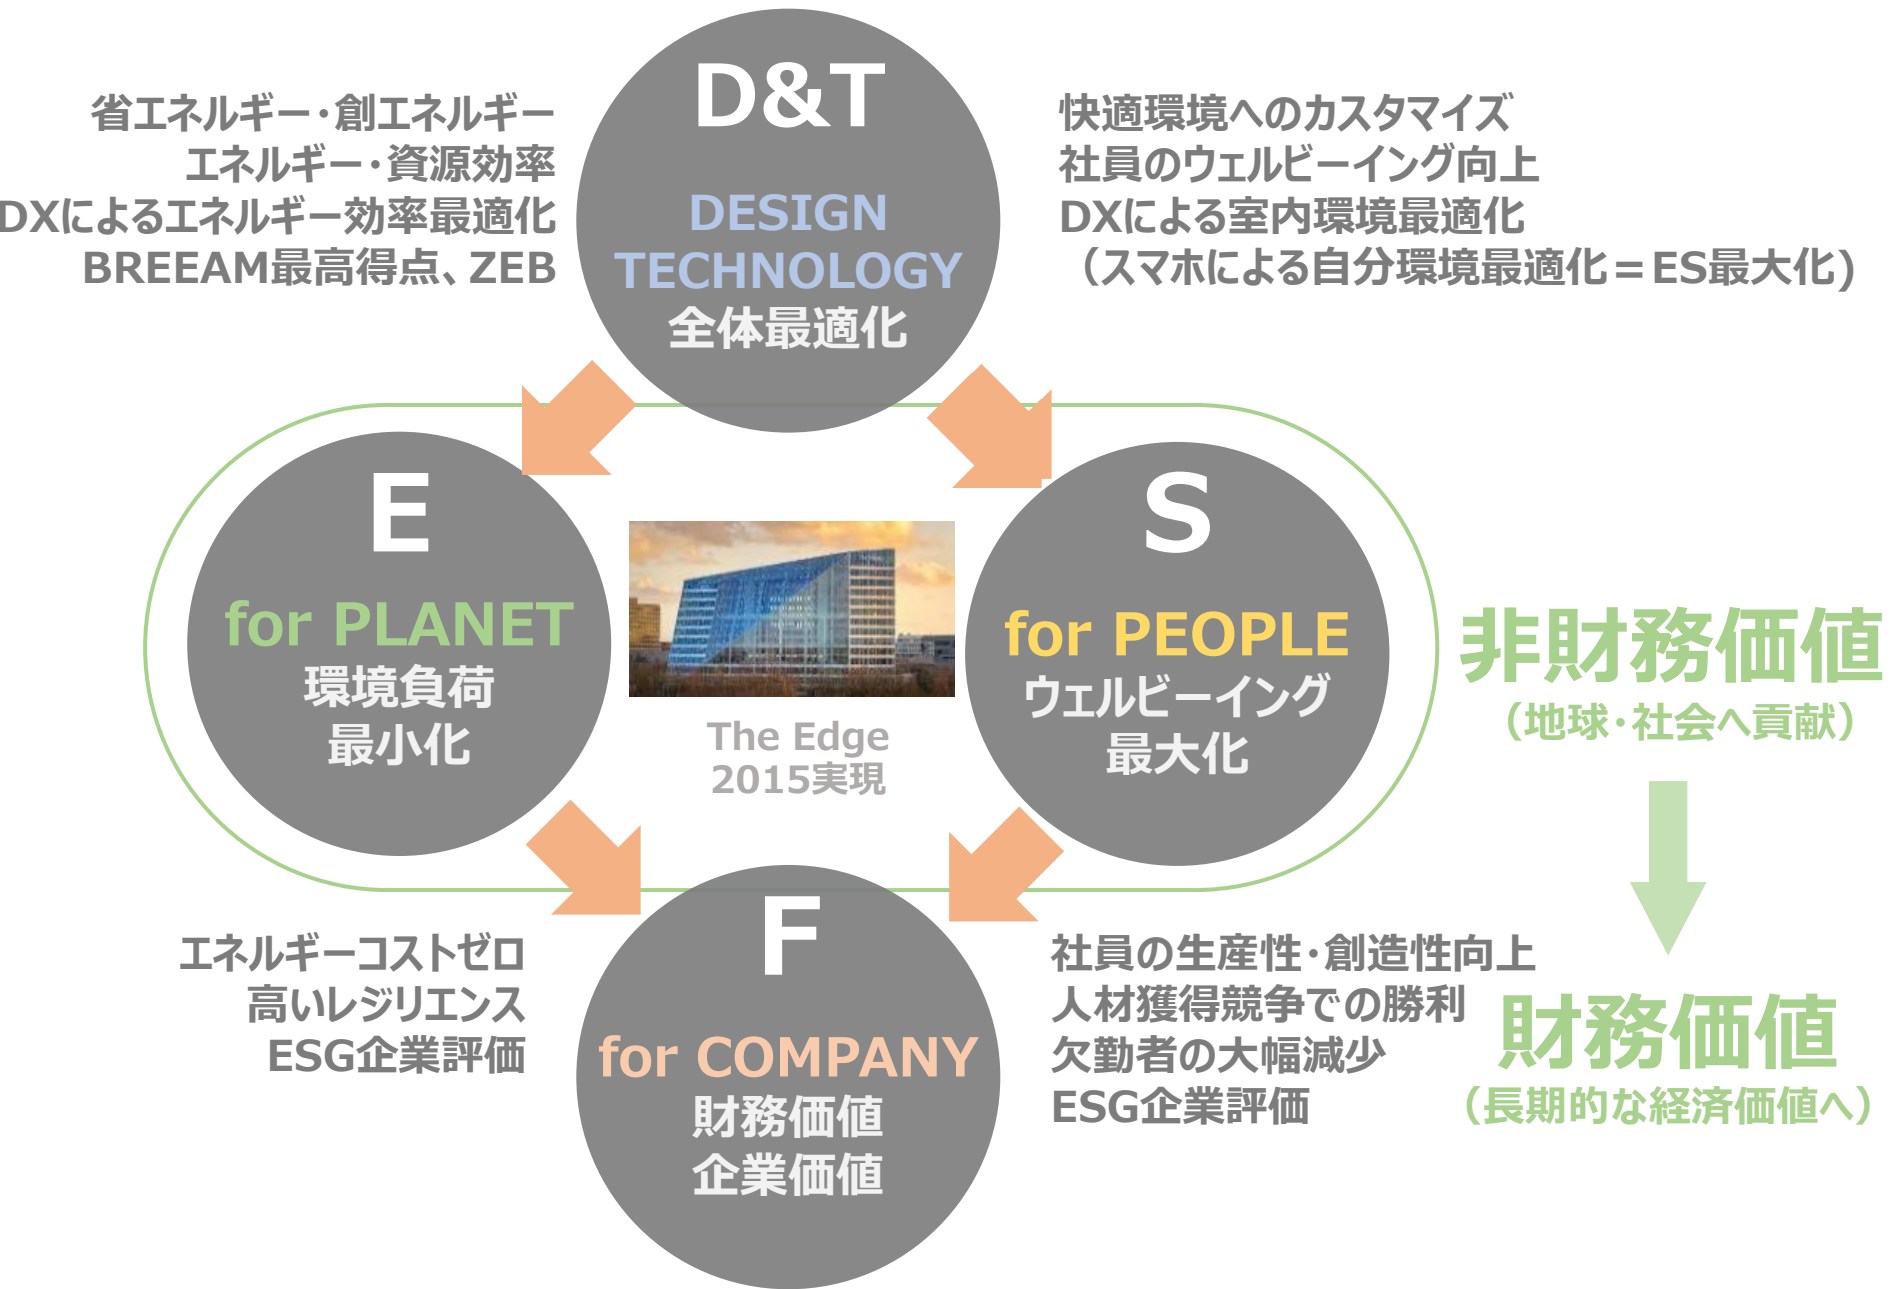 D&T
DESIGN
TECHNOLOGY
全体最適化
省エネルギー・創エネルギー
エネルギー・資源効率
DXによるエネルギー効率最適化
BREEAM最高得点、ZEB
快適環境へのカスタマイズ
社員のウェルビーイング向上
DXによる室内環境最適化
（スマホによる自分環境最適化＝ES最大化)
E
for PLANET
環境負荷
最小化
The Edge
2015実現
S
for PEOPLE
ウェルビーイング
最大化
非財務価値
（地球・社会へ貢献）
エネルギーコストゼロ
高いレジリエンス
ESG企業評価
F
for COMPANY
財務価値
企業価値
社員の生産性・創造性向上
人材獲得競争での勝利
欠勤者の大幅減少
ESG企業評価
財務価値
（長期的な経済価値へ）